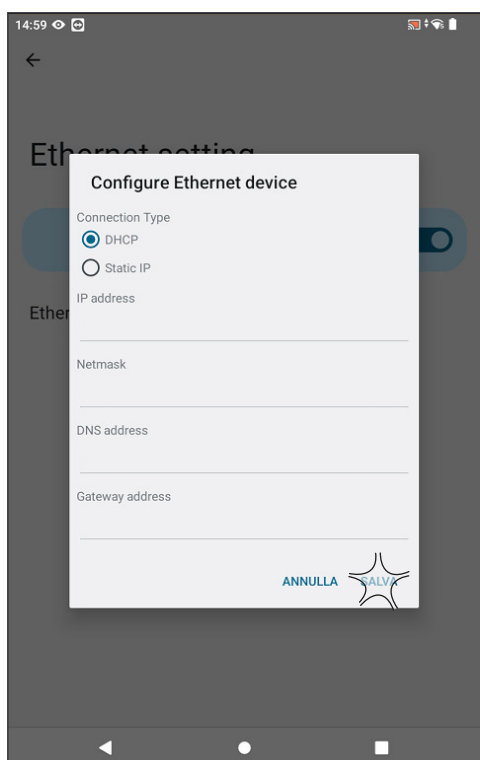 14:59
Ethernet setting
Configure Ethernet device
Connection Type
DHCP
Static IP
IP address
Ether
Netmask
DNS address
Gateway address
ANNULLA SALVA